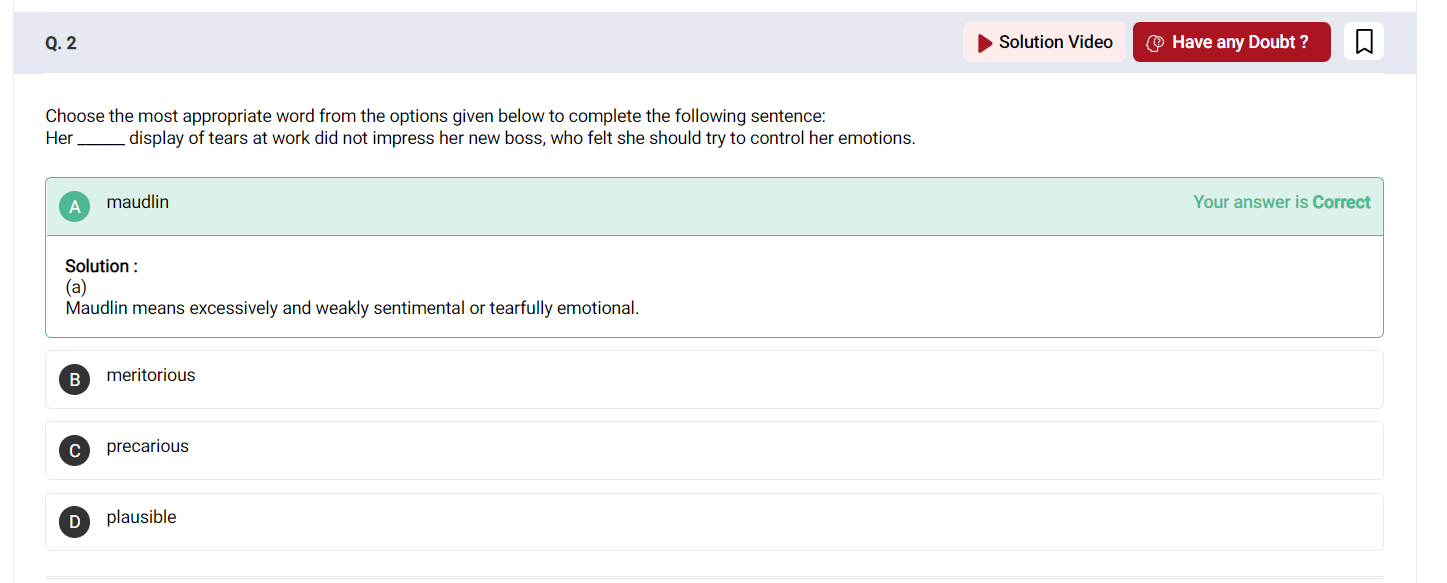 Q. 2
Solution Video
Have any Doubt ?
Choose the most appropriate word from the options given below to complete the following sentence:
Her ______ display of tears at work did not impress her new boss, who felt she should try to control her emotions.
A maudlin Your answer is Correct
Solution :
(a)
Maudlin means excessively and weakly sentimental or tearfully emotional.
B meritorious
C precarious
D plausible